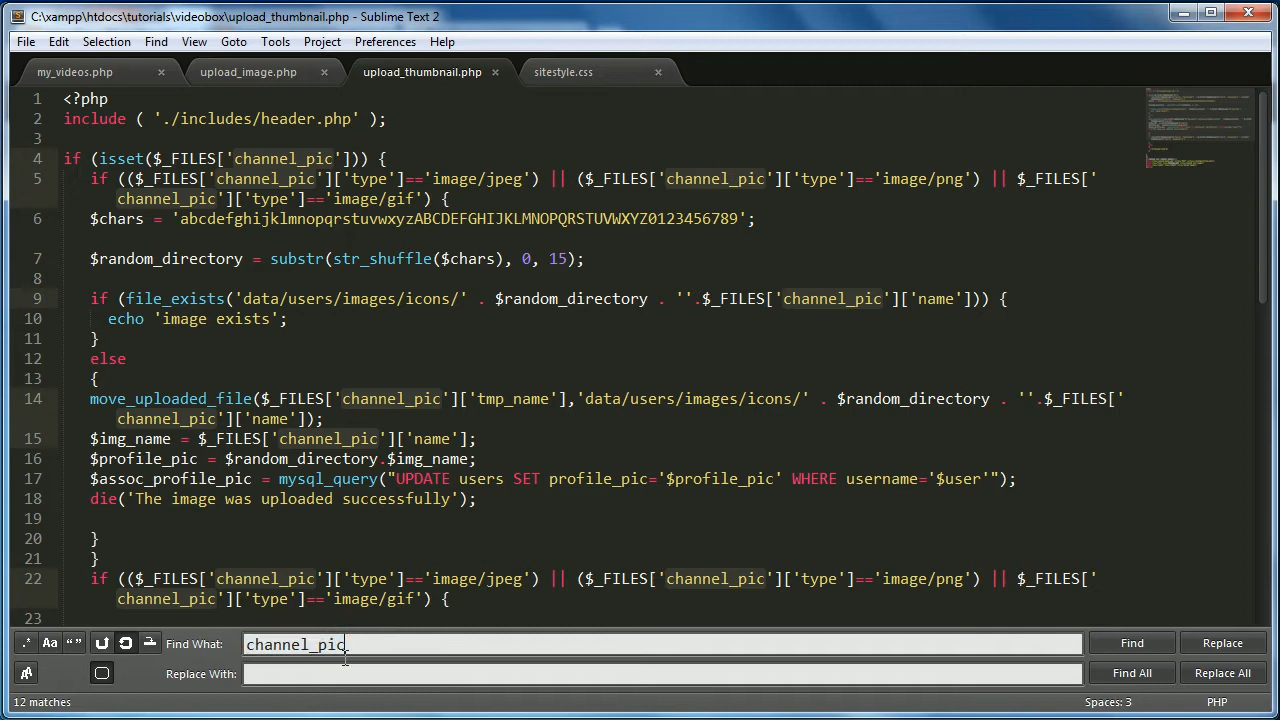 C:\xampp\htdocs\tutorials\videobox\upload_thumbnail.php - Sublime Text 2
File Edit Selection Find View Goto Tools Project Preferences Help
my_videos.php upload_image.php upload_thumbnail.php sitestyle.css
1 <?php
2 include ( './includes/header.php' );
3
4 if (isset($_FILES['channel_pic'])) {
5 if (($_FILES['channel_pic']['type']=='image/jpeg') || ($_FILES['channel_pic']['type']=='image/png') || $_FILES['
channel_pic']['type']=='image/gif') {
6 $chars = 'abcdefghijklmnopqrstuvwxyzABCDEFGHIJKLMNOPQRSTUVWXYZ0123456789';
7 $random_directory = substr(str_shuffle($chars), 0, 15);
8
9 if (file_exists('data/users/images/icons/' . $random_directory . ''.$_FILES['channel_pic']['name'])) {
10 echo 'image exists';
11 }
12 else
13 {
14 move_uploaded_file($_FILES['channel_pic']['tmp_name'],'data/users/images/icons/' . $random_directory . ''.$_FILES['
channel_pic']['name']);
15 $img_name = $_FILES['channel_pic']['name'];
16 $profile_pic = $random_directory.$img_name;
17 $assoc_profile_pic = mysql_query("UPDATE users SET profile_pic='$profile_pic' WHERE username='$user'");
18 die('The image was uploaded successfully');
19
20 }
21 }
22 if (($_FILES['channel_pic']['type']=='image/jpeg') || ($_FILES['channel_pic']['type']=='image/png') || $_FILES['
channel_pic']['type']=='image/gif') {
23
.* Aa “” Find What: channel_pic Find Replace
Replace With: Find All Replace All
12 matches Spaces: 3 PHP